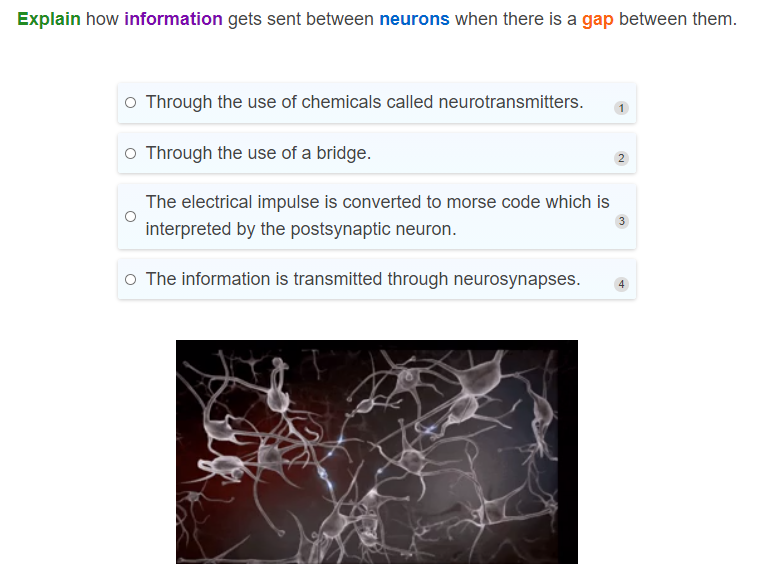 Explain how information gets sent between neurons when there is a gap between them.
Through the use of chemicals called neurotransmitters.
1
Through the use of a bridge.
2
The electrical impulse is converted to morse code which is
interpreted by the postsynaptic neuron.
3
The information is transmitted through neurosynapses.
4